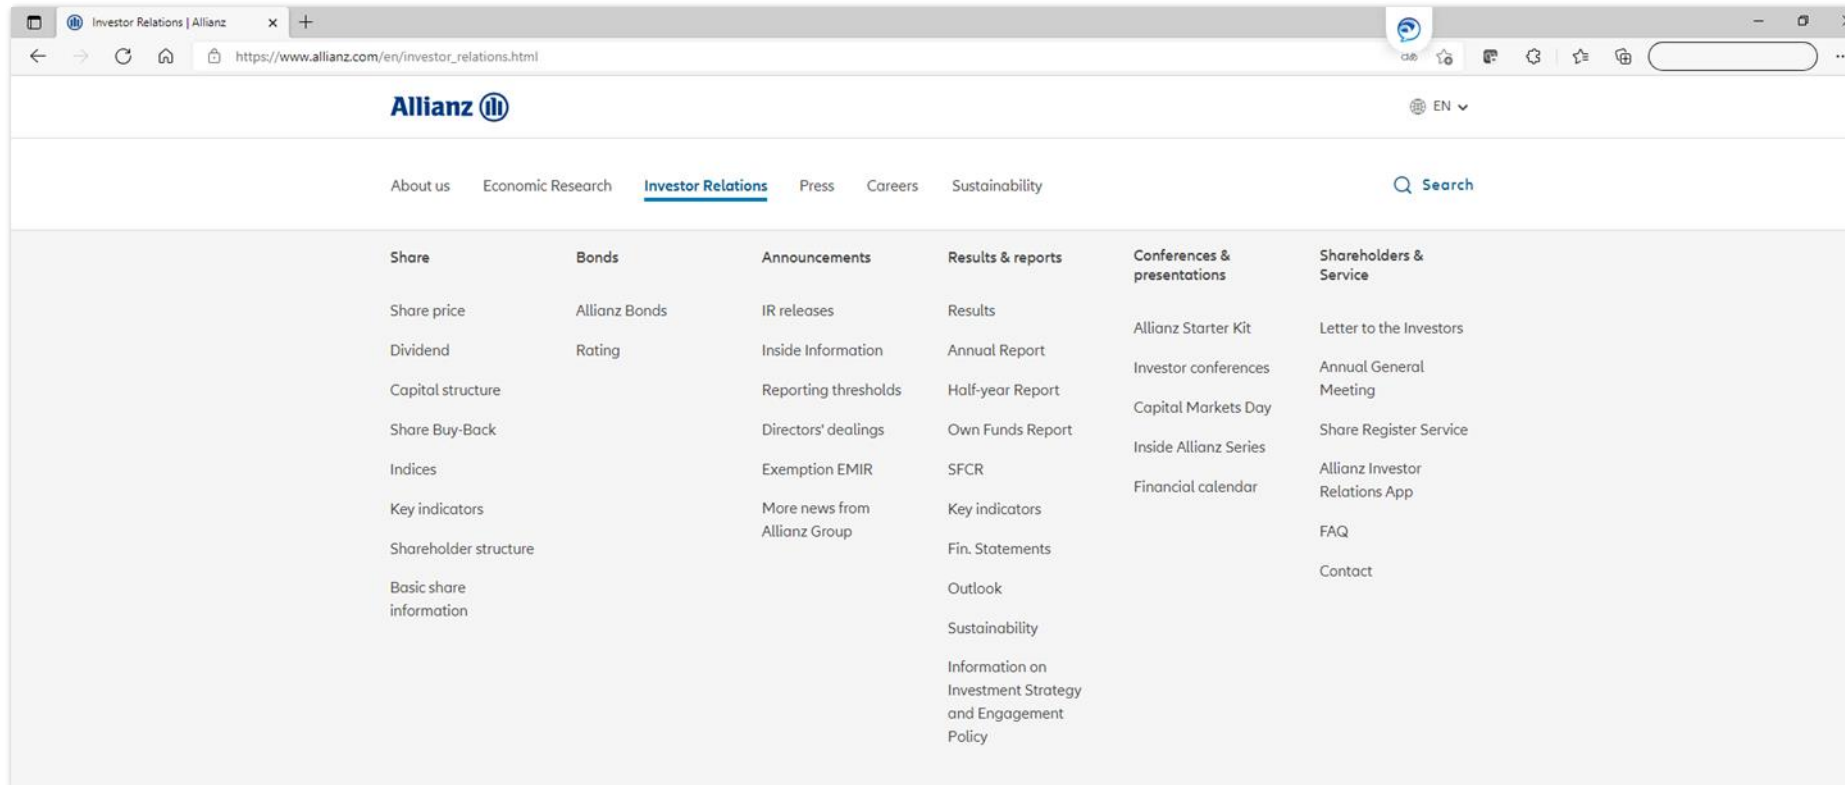 Investor Relations | Allianz
https://www.allianz.com/en/investor_relations.html
Allianz
EN
About us
Economic Research
Investor Relations
Press
Careers
Sustainability
Search
Share
Share price
Dividend
Capital structure
Share Buy-Back
Indices
Key indicators
Shareholder structure
Basic share
information
Bonds
Allianz Bonds
Rating
Announcements
IR releases
Inside Information
Reporting thresholds
Directors' dealings
Exemption EMIR
More news from
Allianz Group
Results & reports
Results
Annual Report
Half-year Report
Own Funds Report
SFCR
Key indicators
Fin. Statements
Outlook
Sustainability
Information on
Investment Strategy
and Engagement
Policy
Conferences &
presentations
Allianz Starter Kit
Investor conferences
Capital Markets Day
Inside Allianz Series
Financial calendar
Shareholders &
Service
Letter to the Investors
Annual General
Meeting
Share Register Service
Allianz Investor
Relations App
FAQ
Contact